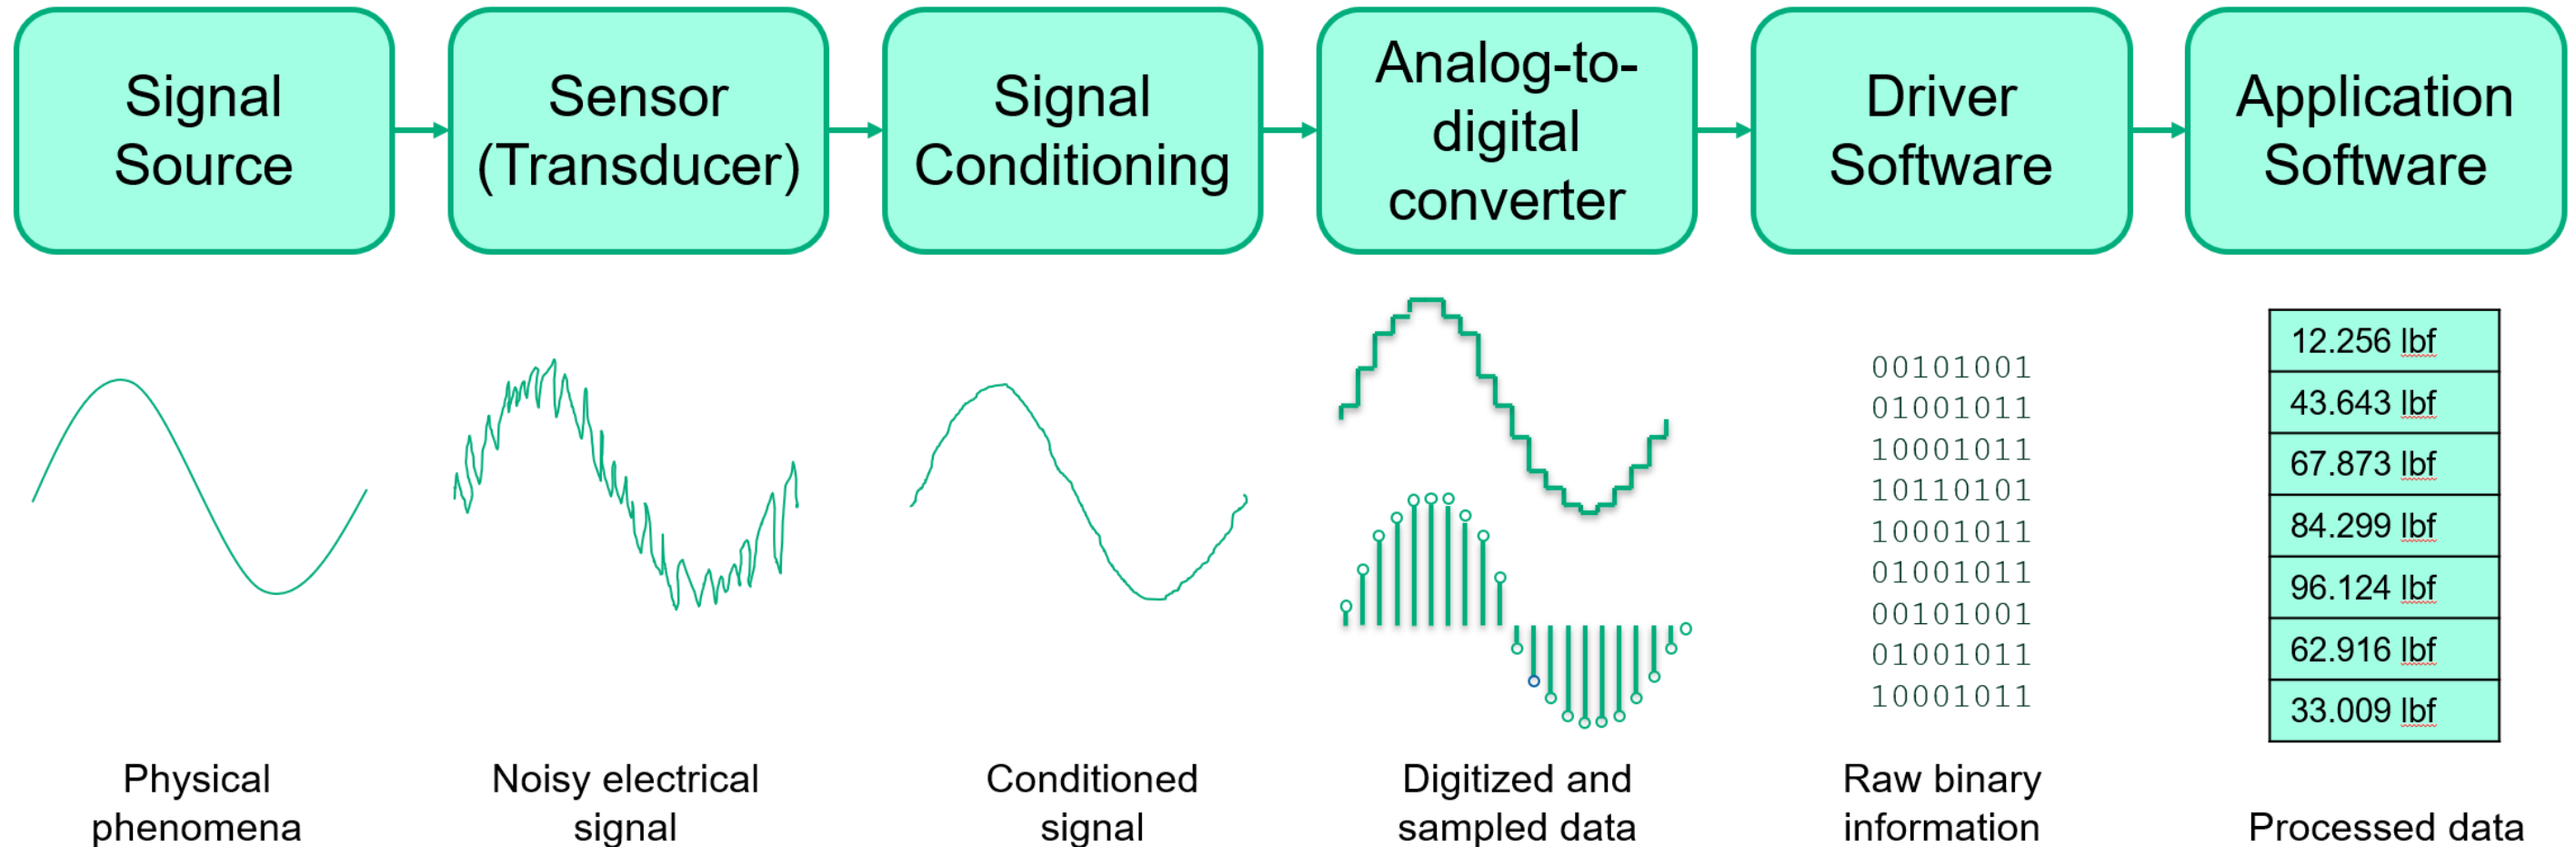 Signal
Source
Sensor
(Transducer)
Signal
Conditioning
Analog-to-
digital
converter
Driver
Software
Application
Software
00101001
01001011
10001011
10110101
10001011
01001011
00101001
01001011
10001011
12.256 lbf
43.643 lbf
67.873 lbf
84.299 lbf
96.124 lbf
62.916 lbf
33.009 lbf
Physical
phenomena
Noisy electrical
signal
Conditioned
signal
Digitized and
sampled data
Raw binary
information
Processed data